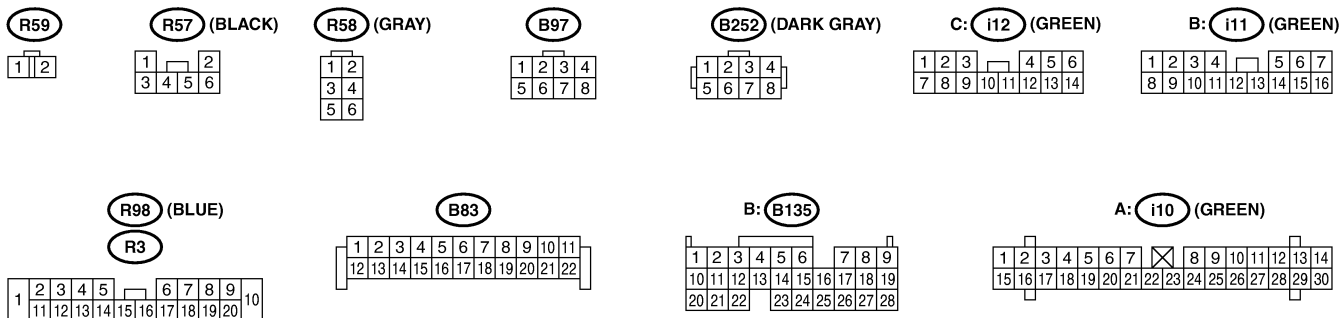 R59 R57 (BLACK) R58 (GRAY) B97 B252 (DARK GRAY) C: i12 (GREEN) B: i11 (GREEN)
1 2
1 2
3 4 5 6
1 2
3 4
5 6
1 2 3 4
5 6 7 8
1 2 3 4
5 6 7 8
1 2 3 4 5 6
7 8 9 10 11 12 13 14
1 2 3 4 5 6 7
8 9 10 11 12 13 14 15 16
R98 (BLUE) B83 B: B135 A: i10 (GREEN)
R3
1 2 3 4 5 6 7 8 9 10
11 12 13 14 15 16 17 18 19 20
1 2 3 4 5 6 7 8 9 10 11
12 13 14 15 16 17 18 19 20 21 22
1 2 3 4 5 6 7 8 9
10 11 12 13 14 15 16 17 18 19
20 21 22 23 24 25 26 27 28
1 2 3 4 5 6 7 8 9 10 11 12 13 14
15 16 17 18 19 20 21 22 23 24 25 26 27 28 29 30